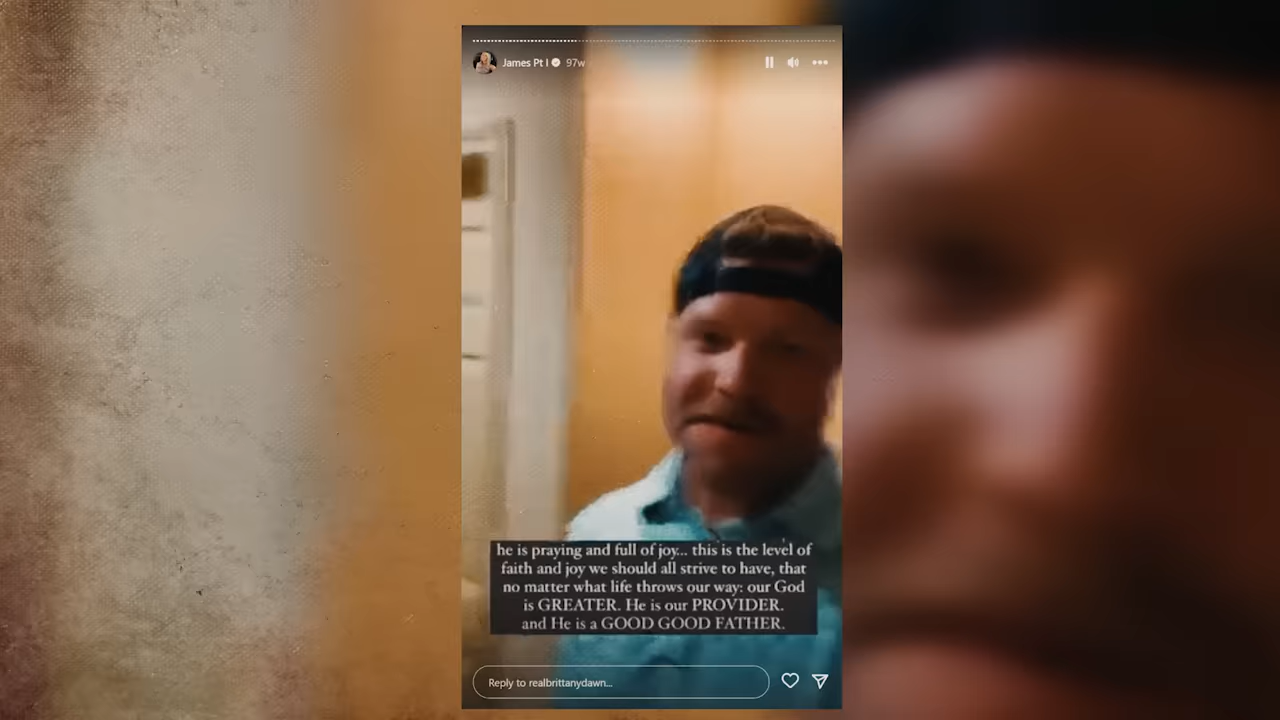 James Pt I 97w
he is praying and full of joy... this is the level of
faith and joy we should all strive to have, that
no matter what life throws our way: our God
is GREATER. He is our PROVIDER.
and He is a GOOD GOOD FATHER.
Reply to realbrittanydawn...